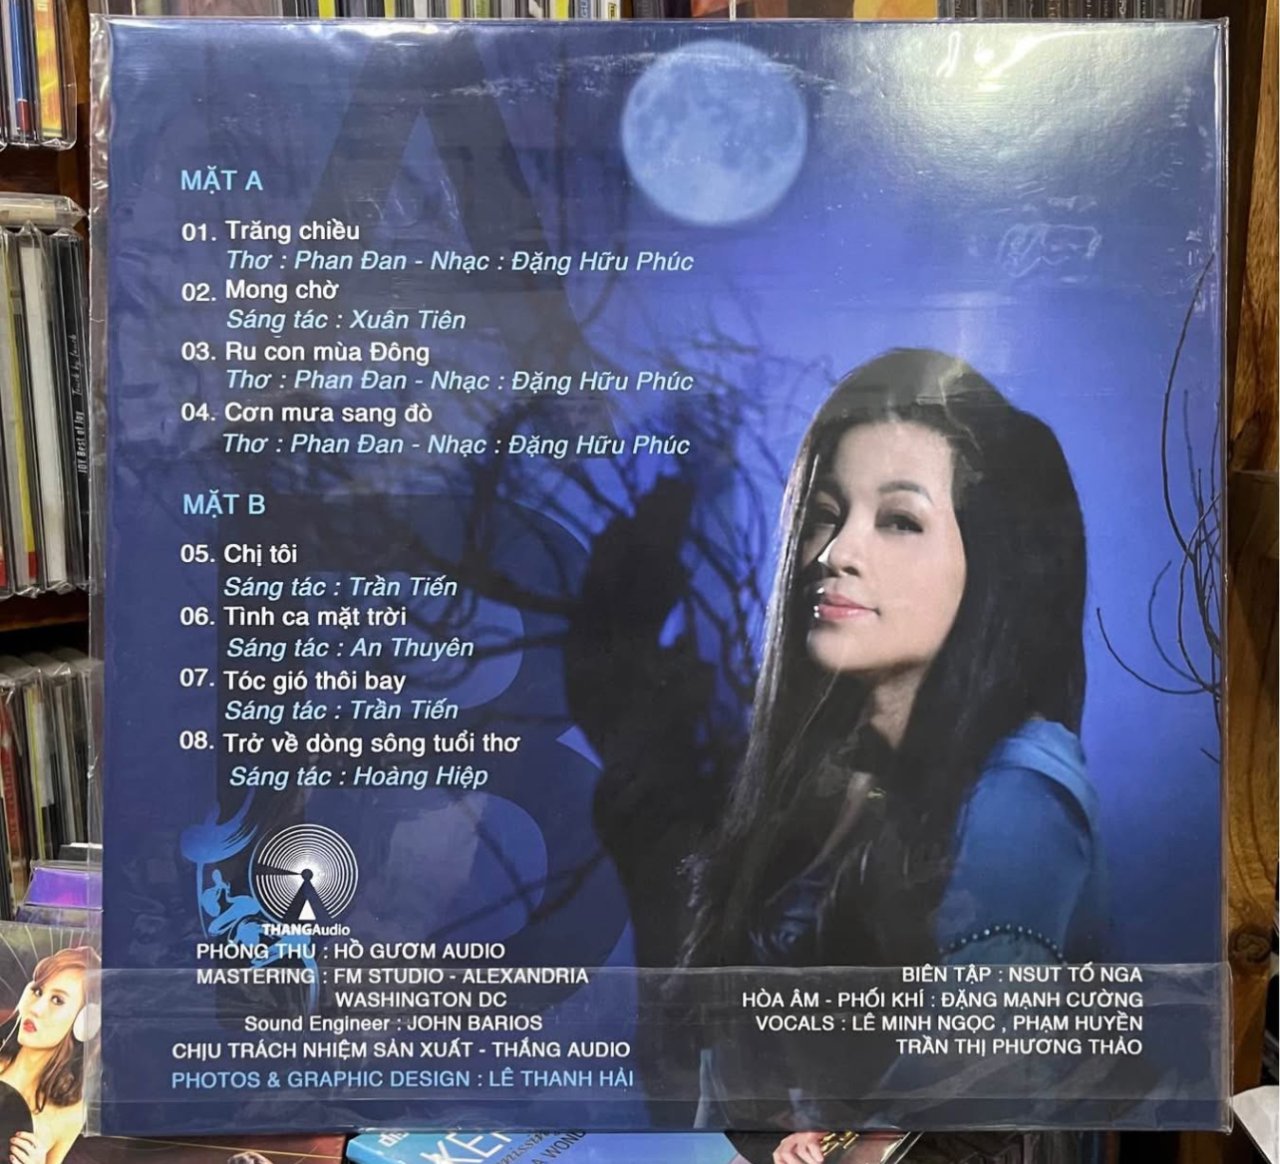 MẶT A
01. Trăng chiều
Thơ : Phan Đan - Nhạc : Đặng Hữu Phúc
02. Mong chờ
Sáng tác : Xuân Tiên
03. Ru con mùa Đông
Thơ : Phan Đan - Nhạc : Đặng Hữu Phúc
04. Cơn mưa sang đò
Thơ : Phan Đan - Nhạc : Đặng Hữu Phúc
MẶT B
05. Chị tôi
Sáng tác : Trần Tiến
06. Tình ca mặt trời
Sáng tác : An Thuyên
07. Tóc gió thôi bay
Sáng tác : Trần Tiến
08. Trở về dòng sông tuổi thơ
Sáng tác : Hoàng Hiệp
THANGAudio
PHÒNG THU : HỒ GƯƠM AUDIO
MASTERING : FM STUDIO - ALEXANDRIA
WASHINGTON DC
Sound Engineer : JOHN BARIOS
CHỊU TRÁCH NHIỆM SẢN XUẤT - THẮNG AUDIO
PHOTOS & GRAPHIC DESIGN : LÊ THANH HẢI
BIÊN TẬP : NSUT TỐ NGA
HÒA ÂM - PHỐI KHÍ : ĐẶNG MẠNH CƯỜNG
VOCALS : LÊ MINH NGỌC , PHẠM HUYỀN
TRẦN THỊ PHƯƠNG THẢO
JOY Best of Joy